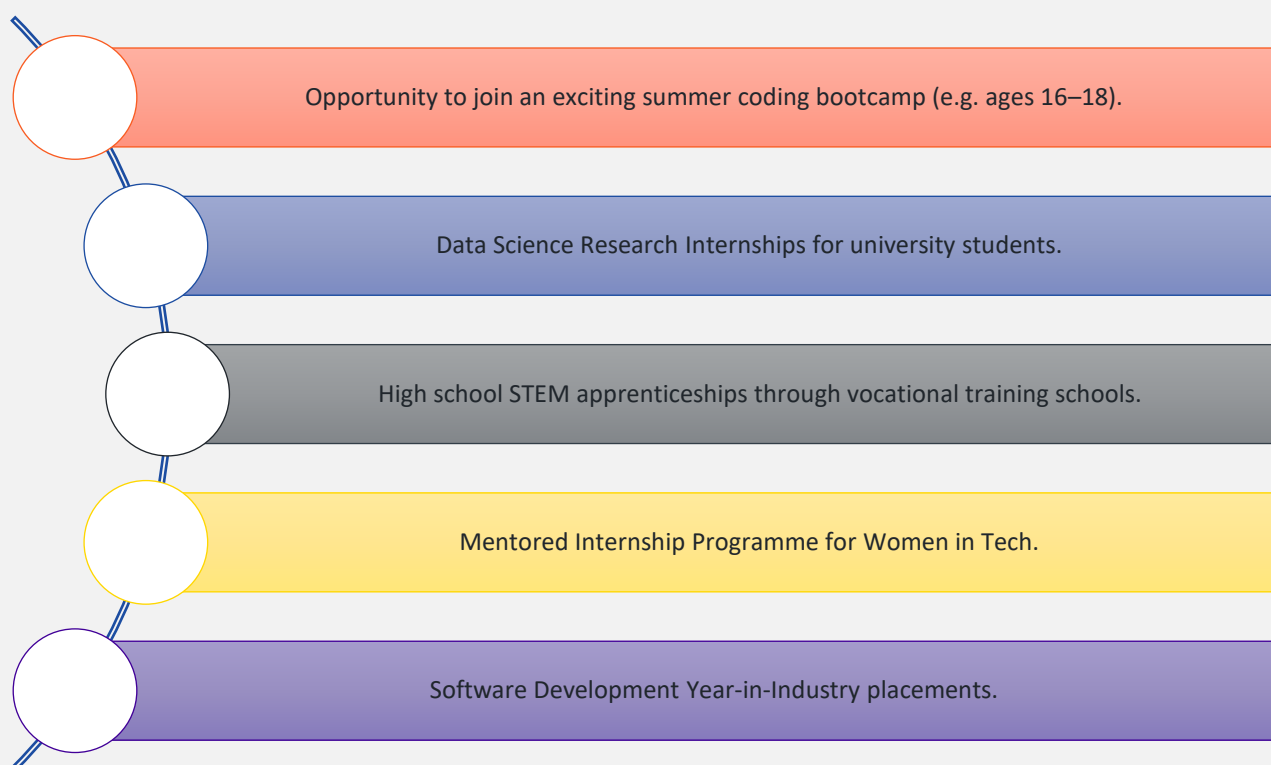 Opportunity to join an exciting summer coding bootcamp (e.g. ages 16–18).
Data Science Research Internships for university students.
High school STEM apprenticeships through vocational training schools.
Mentored Internship Programme for Women in Tech.
Software Development Year-in-Industry placements.